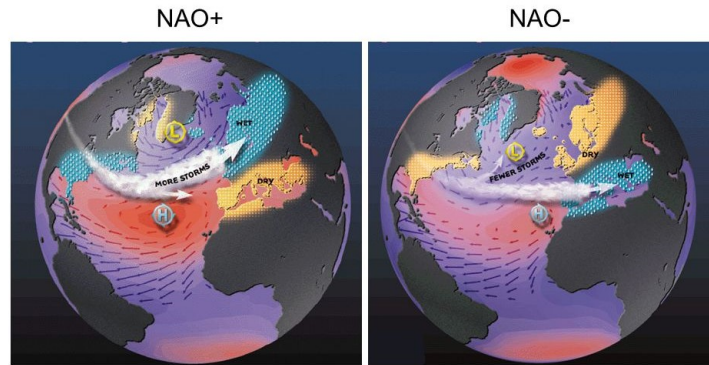 NAO+
NAO-
L
WET
MORE STORMS
DRY
H
L
DRY
FEWER STORMS
WET
H